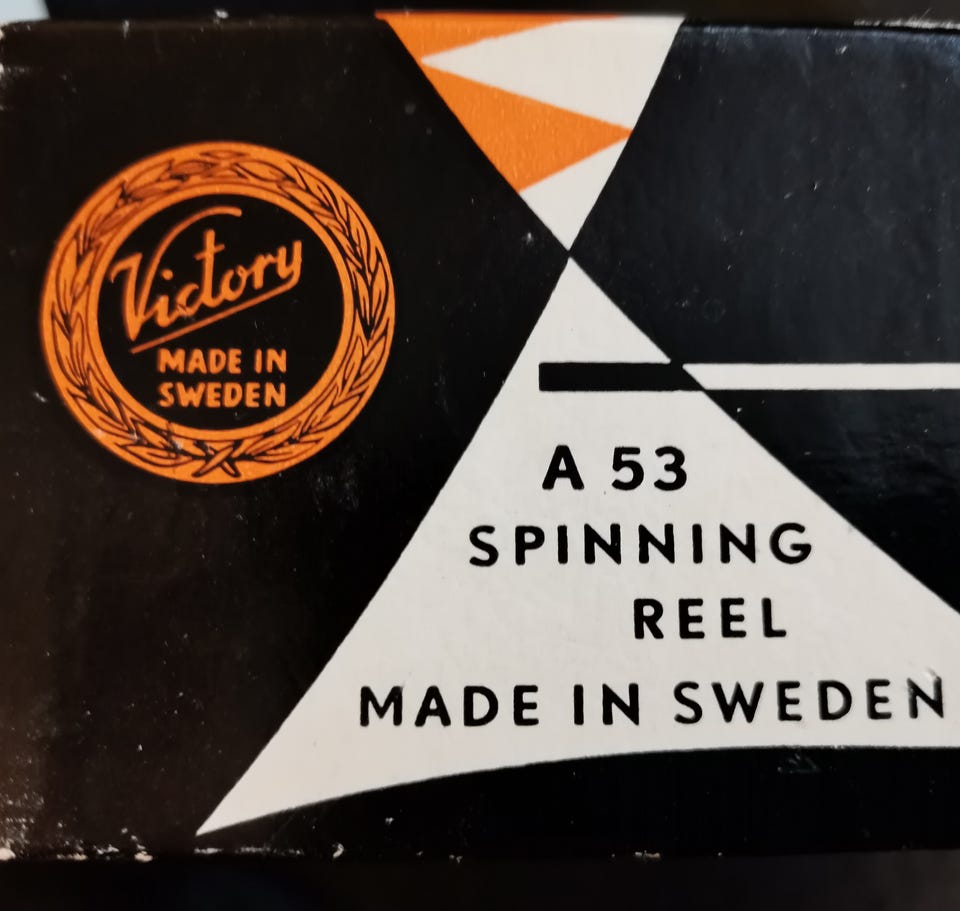 Victory
MADE IN
SWEDEN
A 53
SPINNING
REEL
MADE IN SWEDEN